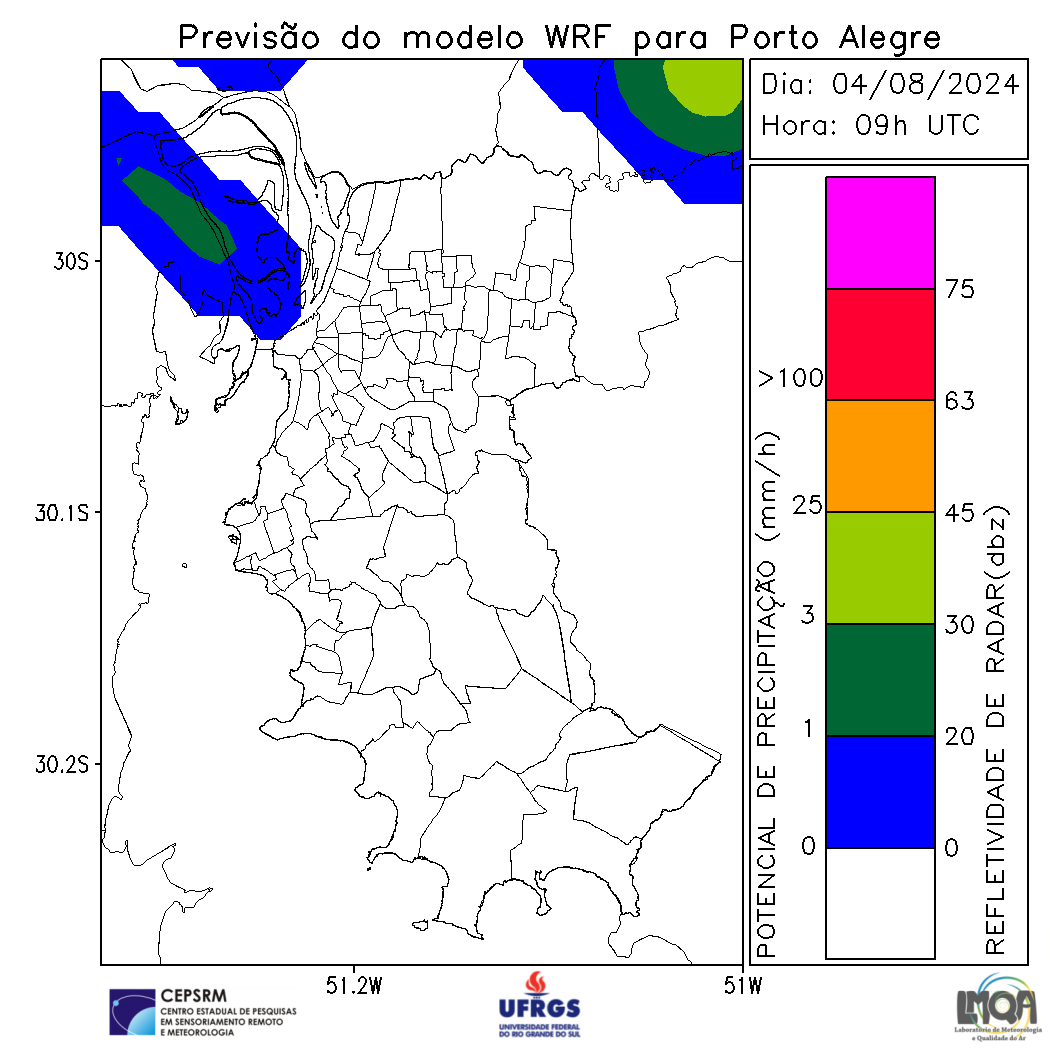 Previsão do modelo WRF para Porto Alegre
Dia: 04/08/2024
Hora: 09h UTC
30S
30.1S
30.2S
51.2W
51W
POTENCIAL DE PRECIPITAÇÃO (mm/h)
>100
25
3
1
0
75
63
45
30
20
0
REFLETIVIDADE DE RADAR(dbz)
CEPSRM
CENTRO ESTADUAL DE PESQUISAS
EM SENSORIAMENTO REMOTO
E METEOROLOGIA
UFRGS
UNIVERSIDADE FEDERAL
DO RIO GRANDE DO SUL
LMQA
Laboratório de Meteorologia
e Qualidade do Ar